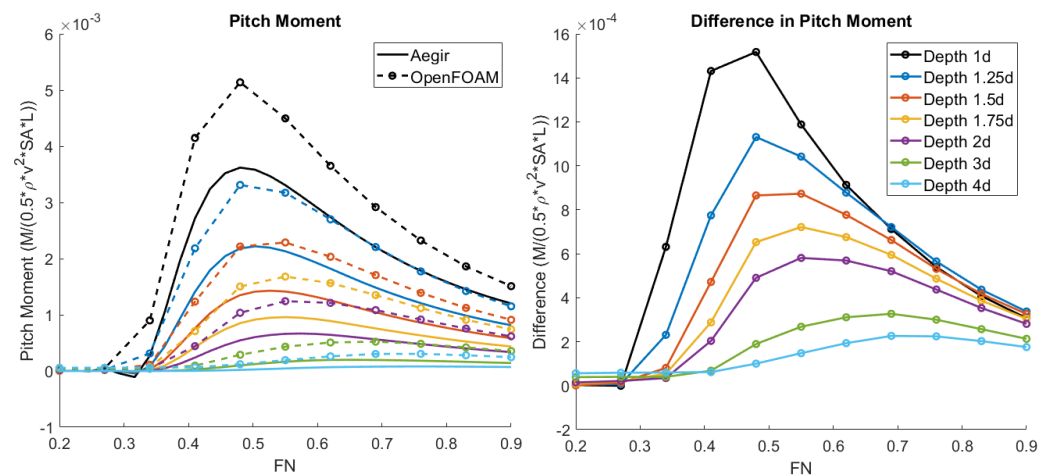 Pitch Moment
×10⁻³
Pitch Moment (M/(0.5*ρ*v²*SA*L))
6
5
4
3
2
1
0
-1
0.2 0.3 0.4 0.5 0.6 0.7 0.8 0.9
FN
Aegir
OpenFOAM
Difference in Pitch Moment
×10⁻⁴
Difference (M/(0.5*ρ*v²*SA*L))
16
14
12
10
8
6
4
2
0
-2
0.2 0.3 0.4 0.5 0.6 0.7 0.8 0.9
FN
Depth 1d
Depth 1.25d
Depth 1.5d
Depth 1.75d
Depth 2d
Depth 3d
Depth 4d